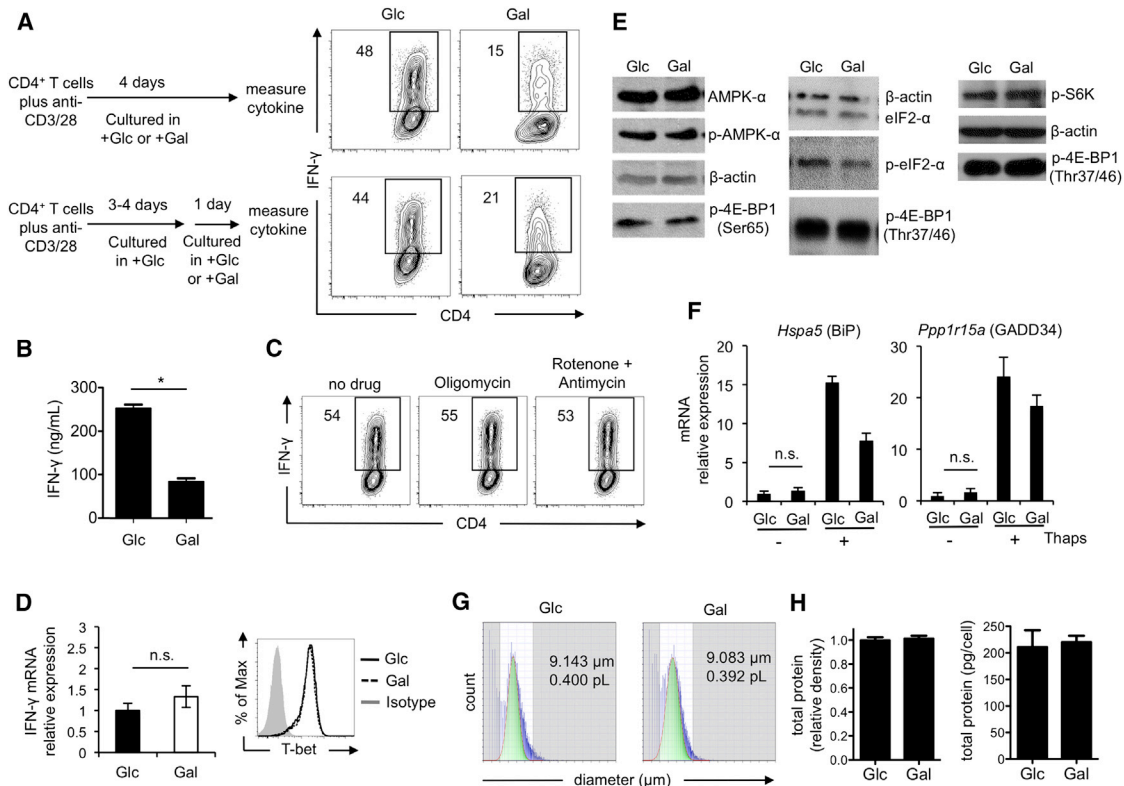 A
Glc Gal
CD4⁺ T cells
plus anti-
CD3/28
4 days
Cultured in
+Glc or +Gal
measure
cytokine
48 15
CD4⁺ T cells
plus anti-
CD3/28
3-4 days
Cultured
in +Glc
1 day
Cultured
in +Glc
or +Gal
measure
cytokine
44 21
IFN-γ
CD4
B
IFN-γ (ng/mL)
300
200
100
0
*
Glc Gal
C
no drug
Oligomycin
Rotenone +
Antimycin
54 55 53
IFN-γ
CD4
D
IFN-γ mRNA
relative expression
3
2.5
2
1.5
1
0.5
0
n.s.
Glc Gal
% of Max
T-bet
Glc
Gal
Isotype
E
Glc Gal
AMPK-α
p-AMPK-α
β-actin
p-4E-BP1
(Ser65)
Glc Gal
β-actin
eIF2-α
p-eIF2-α
p-4E-BP1
(Thr37/46)
Glc Gal
p-S6K
β-actin
p-4E-BP1
(Thr37/46)
F
Hspa5 (BiP)
mRNA
relative expression
20
15
10
5
0
n.s.
Glc Gal Glc Gal
- +
Ppp1r15a (GADD34)
30
20
10
0
n.s.
Glc Gal Glc Gal
- + Thaps
G
Glc Gal
count
9.143 µm
0.400 pL
9.083 µm
0.392 pL
diameter (µm)
H
total protein
(relative density)
1.0
0.8
0.6
0.4
0.2
0.0
Glc Gal
total protein (pg/cell)
250
200
150
100
50
0
Glc Gal